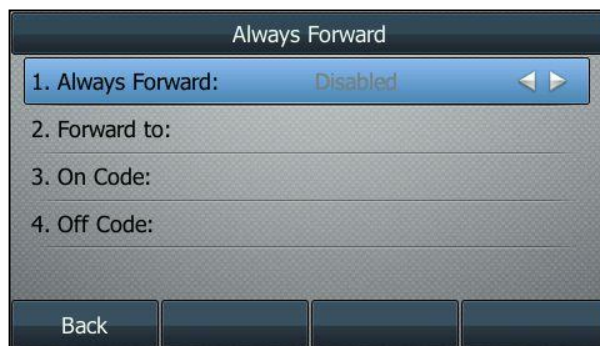 Always Forward
1. Always Forward: Disabled
2. Forward to:
3. On Code:
4. Off Code:
Back